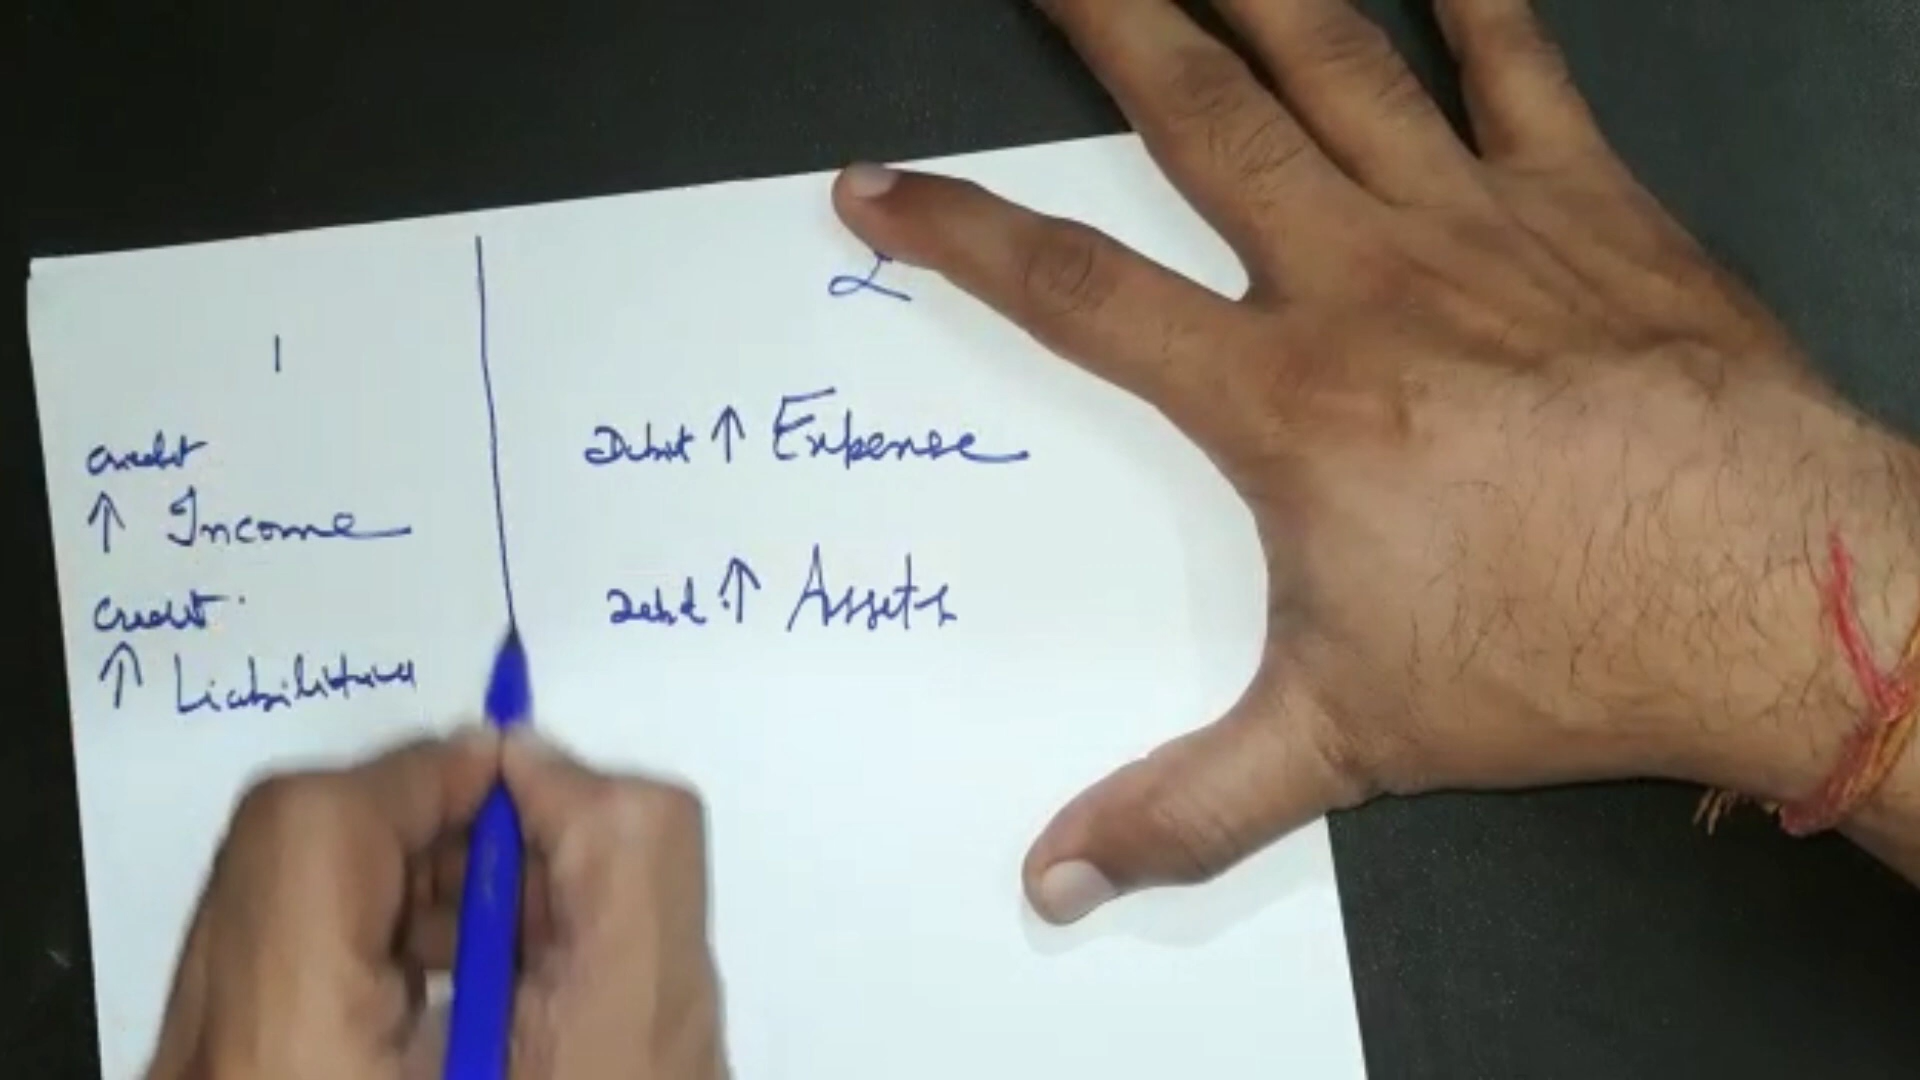 1
Credit
↑ Income
Credit
↑ Liabilities
2
Debit ↑ Expense
Debit ↑ Assets